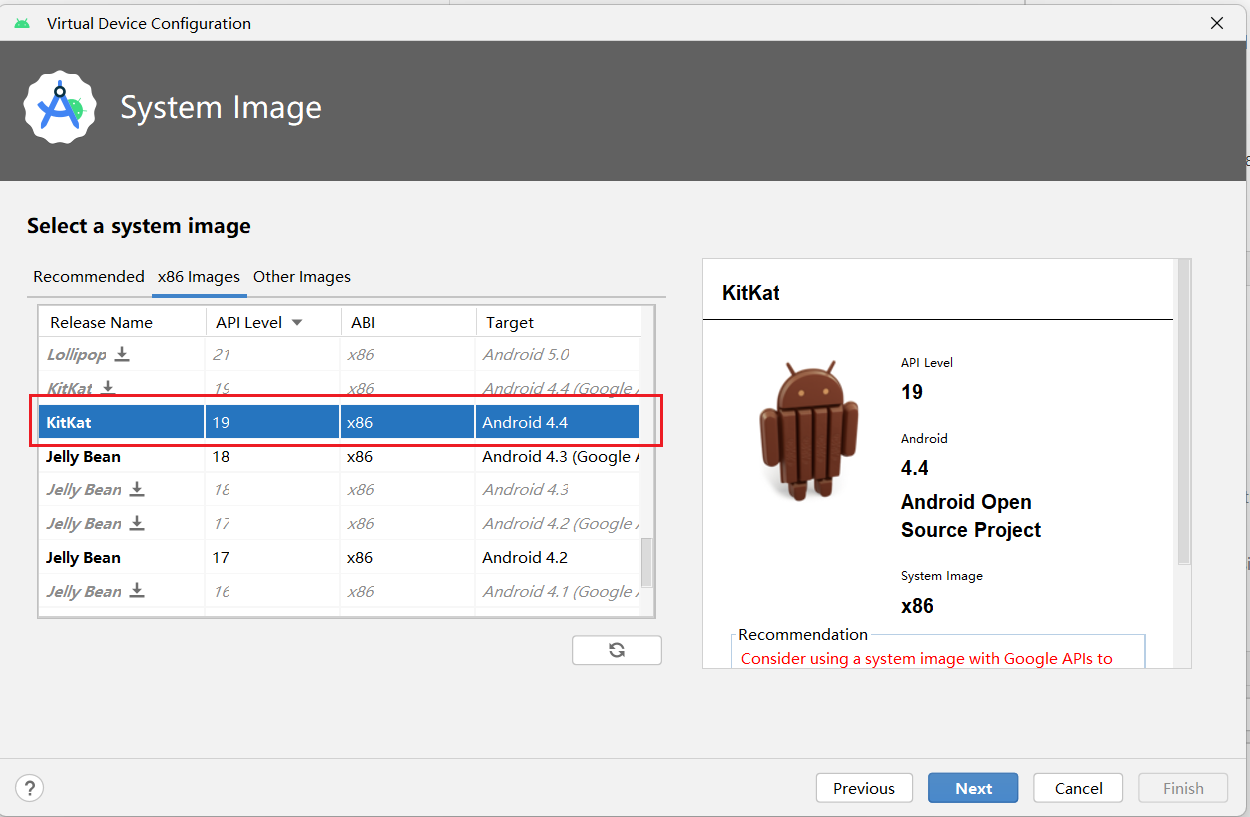 Virtual Device Configuration
System Image
Select a system image
Recommended x86 Images Other Images
Release Name API Level ABI Target
Lollipop 21 x86 Android 5.0
KitKat 19 x86 Android 4.4 (Google
KitKat 19 x86 Android 4.4
Jelly Bean 18 x86 Android 4.3 (Google
Jelly Bean 18 x86 Android 4.3
Jelly Bean 17 x86 Android 4.2 (Google
Jelly Bean 17 x86 Android 4.2
Jelly Bean 16 x86 Android 4.1 (Google
KitKat
API Level
19
Android
4.4
Android Open
Source Project
System Image
x86
Recommendation
Consider using a system image with Google APIs to
?
Previous Next Cancel Finish